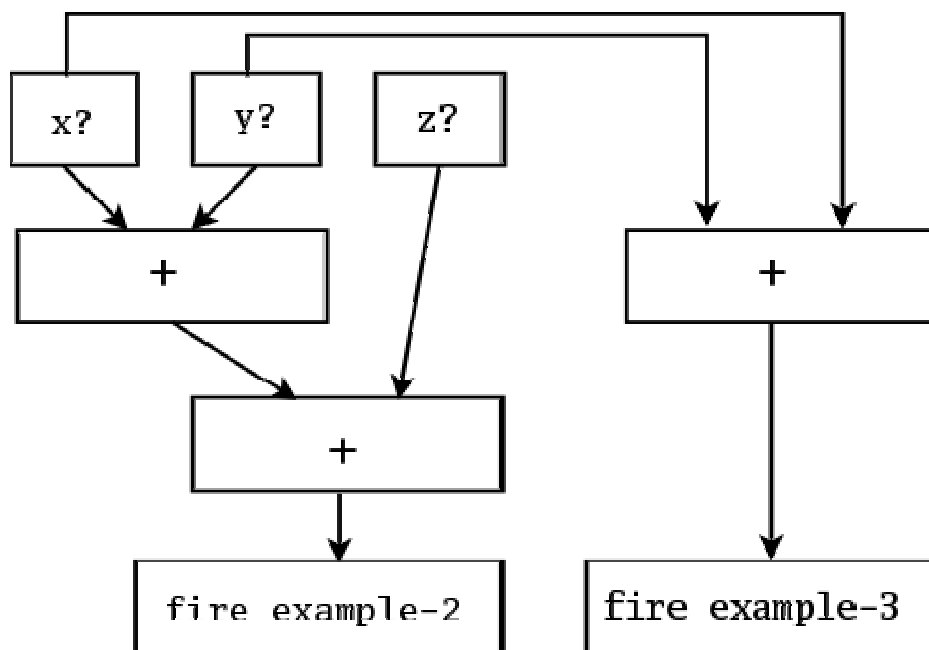 x?
y?
z?
+
+
+
fire example-2
fire example-3